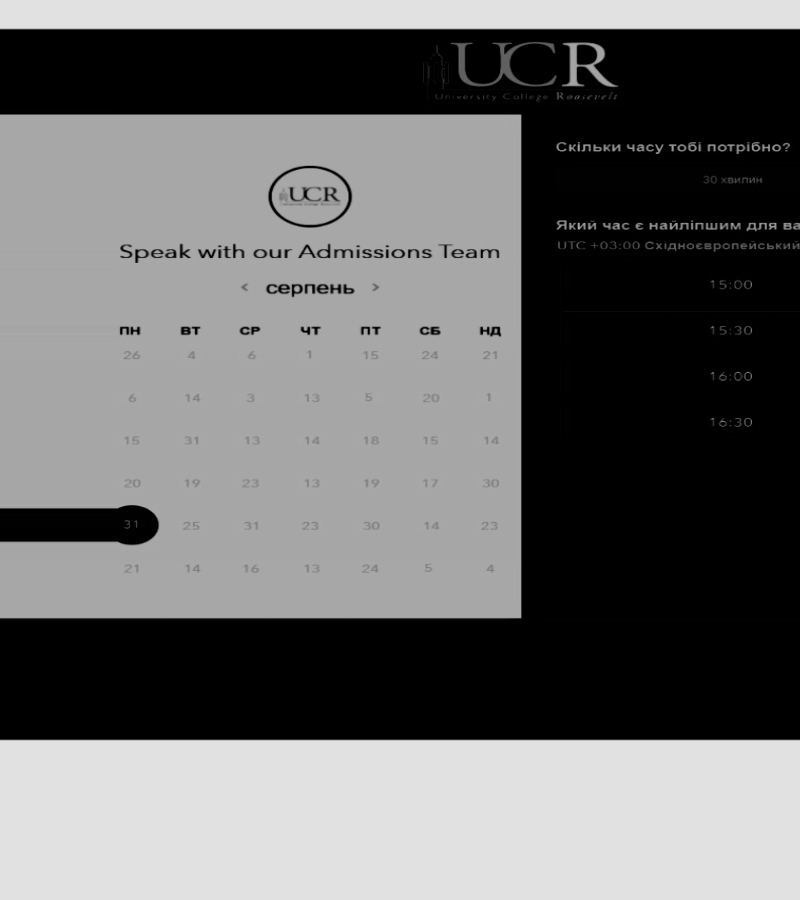 UCR
University College Roosevelt
UCR
Speak with our Admissions Team
< серпень >
ПН ВТ СР ЧТ ПТ СБ НД
26 4 6 1 15 24 21
6 14 3 13 5 20 1
15 31 13 14 18 15 14
20 19 23 13 19 17 30
31 25 31 23 30 14 23
21 14 16 13 24 5 4
Скільки часу тобі потрібно?
30 хвилин
Який час є найліпшим для ва
UTC +03:00 Східноєвропейський
15:00
15:30
16:00
16:30